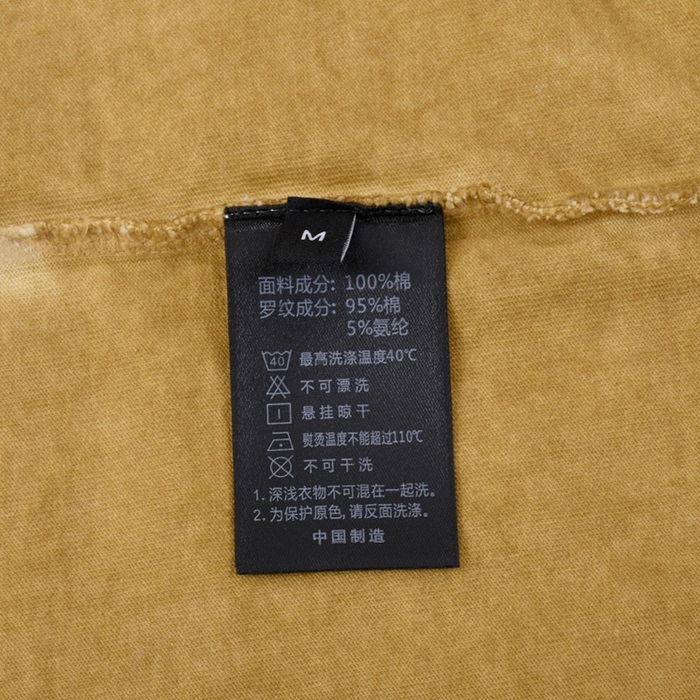 M
面料成分: 100%棉
罗纹成分: 95%棉
5%氨纶
40 最高洗涤温度40℃
不可漂洗
悬挂晾干
熨烫温度不能超过110℃
不可干洗
1. 深浅衣物不可混在一起洗。
2. 为保护原色,请反面洗涤。
中国制造